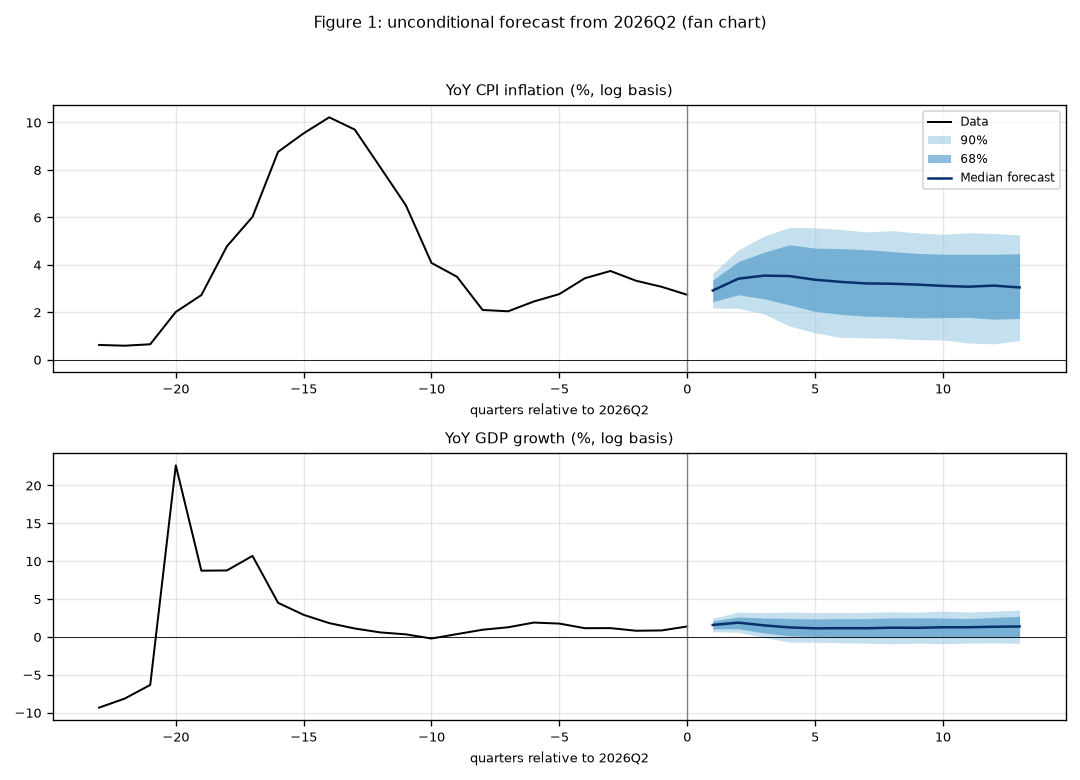 Figure 1: unconditional forecast from 2026Q2 (fan chart)
YoY CPI inflation (%, log basis)
10
8
6
4
2
0
Data
90%
68%
Median forecast
−20 −15 −10 −5 0 5 10
quarters relative to 2026Q2
YoY GDP growth (%, log basis)
20
15
10
5
0
−5
−10
−20 −15 −10 −5 0 5 10
quarters relative to 2026Q2